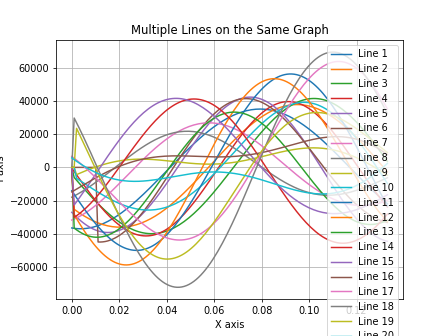 Multiple Lines on the Same Graph
60000
40000
20000
0
−20000
−40000
−60000
0.00 0.02 0.04 0.06 0.08 0.10
X axis
Line 1
Line 2
Line 3
Line 4
Line 5
Line 6
Line 7
Line 8
Line 9
Line 10
Line 11
Line 12
Line 13
Line 14
Line 15
Line 16
Line 17
Line 18
Line 19
Line 20